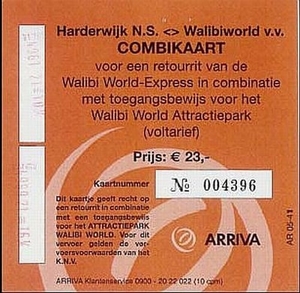 Harderwijk N.S. <> Walibiworld v.v.
COMBIKAART
voor een retourrit van de
Walibi World-Express in combinatie
met toegangsbewijs voor het
Walibi World Attractiepark
(voltarief)
Prijs: € 23,-
Kaartnummer
№ 004396
Dit kaartje geeft recht op
een retourrit in combinatie
met een toegangsbewijs
voor het ATTRACTIEPARK
WALIBI WORLD. Voor dit
vervoer gelden de ver-
voersvoorwaarden van het
K.N.V.
ARRIVA
AR 05-41
ARRIVA Klantenservice 0900 - 20 22 022 (10 cpm)